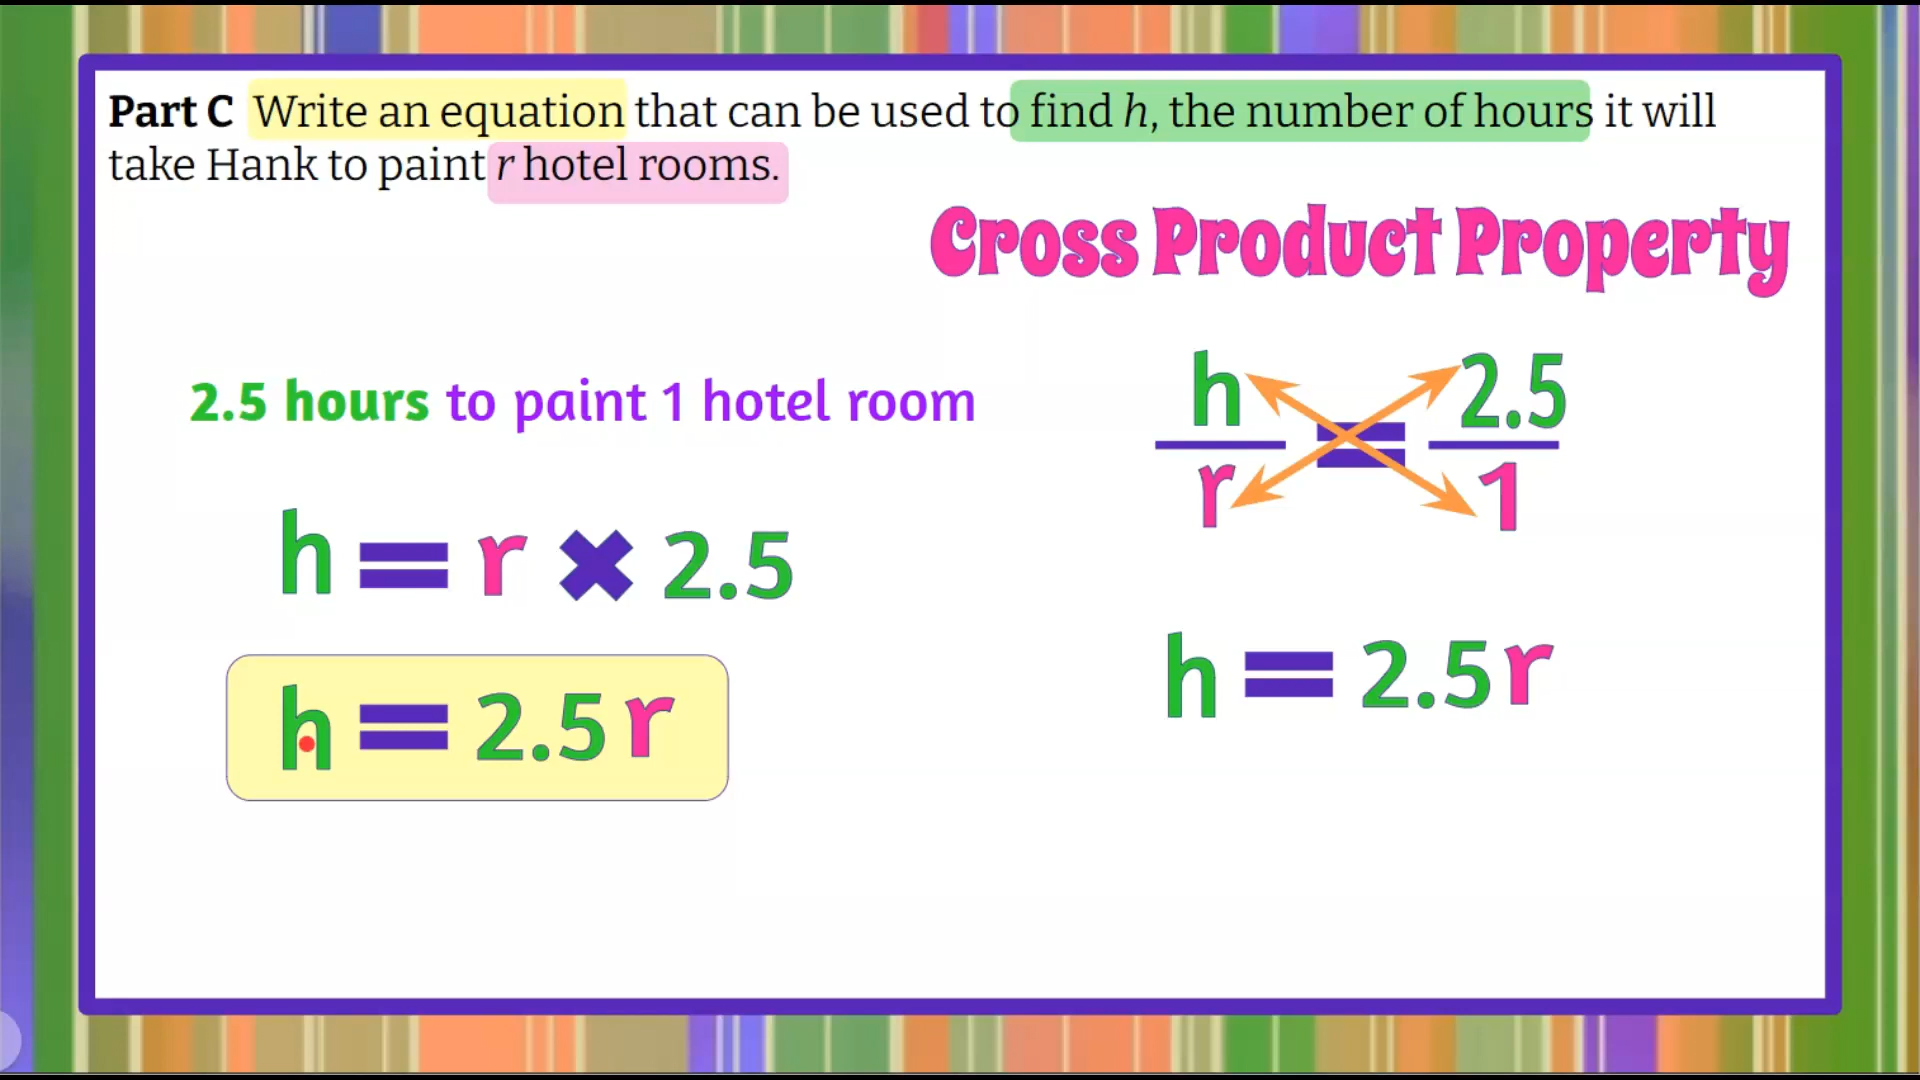 Part C Write an equation that can be used to find h, the number of hours it will
take Hank to paint r hotel rooms.
Cross Product Property
2.5 hours to paint 1 hotel room
h = r × 2.5
h = 2.5r
h = 2.5
r 1
h = 2.5r